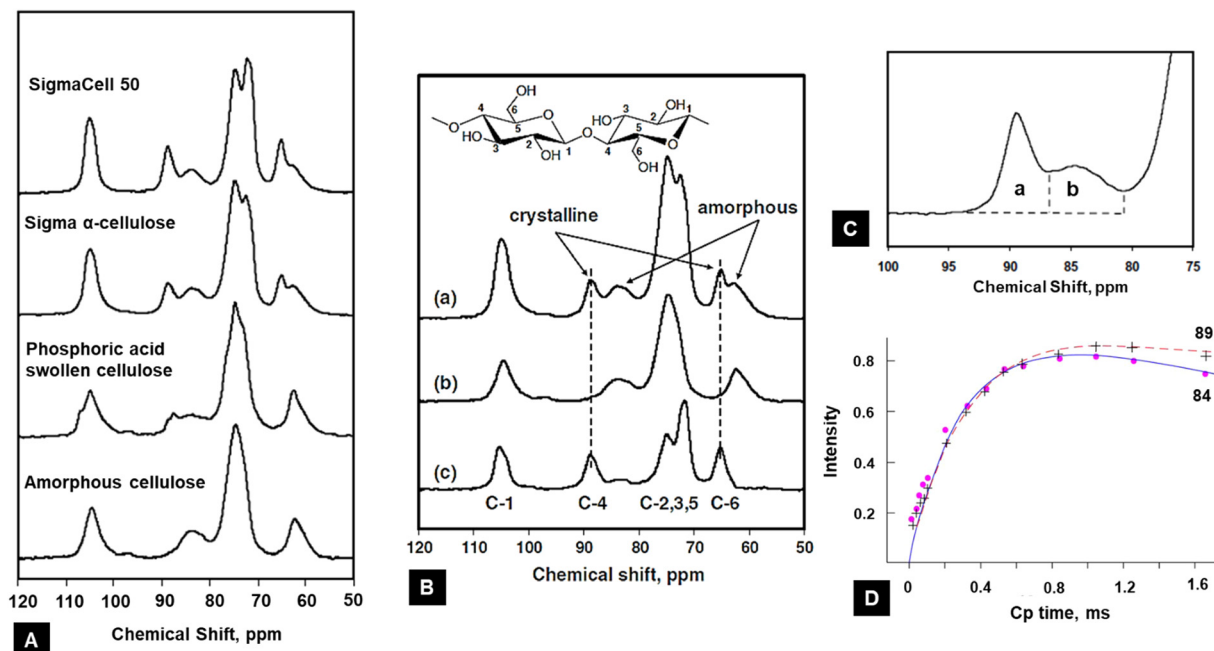 SigmaCell 50
Sigma α-cellulose
Phosphoric acid
swollen cellulose
Amorphous cellulose
120 110 100 90 80 70 60 50
Chemical Shift, ppm
A
OH
6
4
O
5
O
HO
3
2
OH
1
O
3
OH
2
HO
1
4
5
O
6
HO
crystalline
amorphous
(a)
(b)
(c)
C-1 C-4 C-2,3,5 C-6
120 110 100 90 80 70 60 50
Chemical shift, ppm
B
a b
C
100 95 90 85 80 75
Chemical Shift, ppm
89
84
0.8
0.6
0.4
0.2
Intensity
0 0.4 0.8 1.2 1.6
Cp time, ms
D